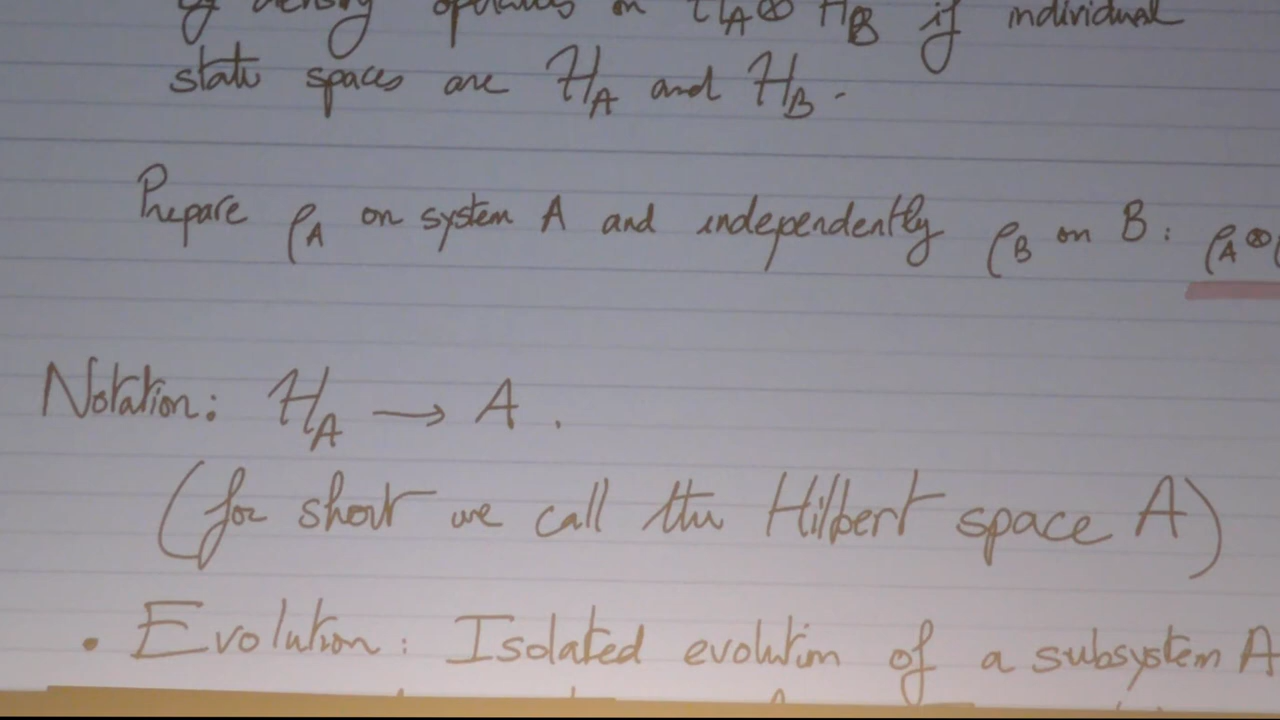 of density operators on H_A ⊗ H_B if individual
state spaces are H_A and H_B.
Prepare ρ_A on system A and independently ρ_B on B: ρ_A ⊗
Notation: H_A → A.
(for short we call the Hilbert space A)
• Evolution: Isolated evolution of a subsystem A